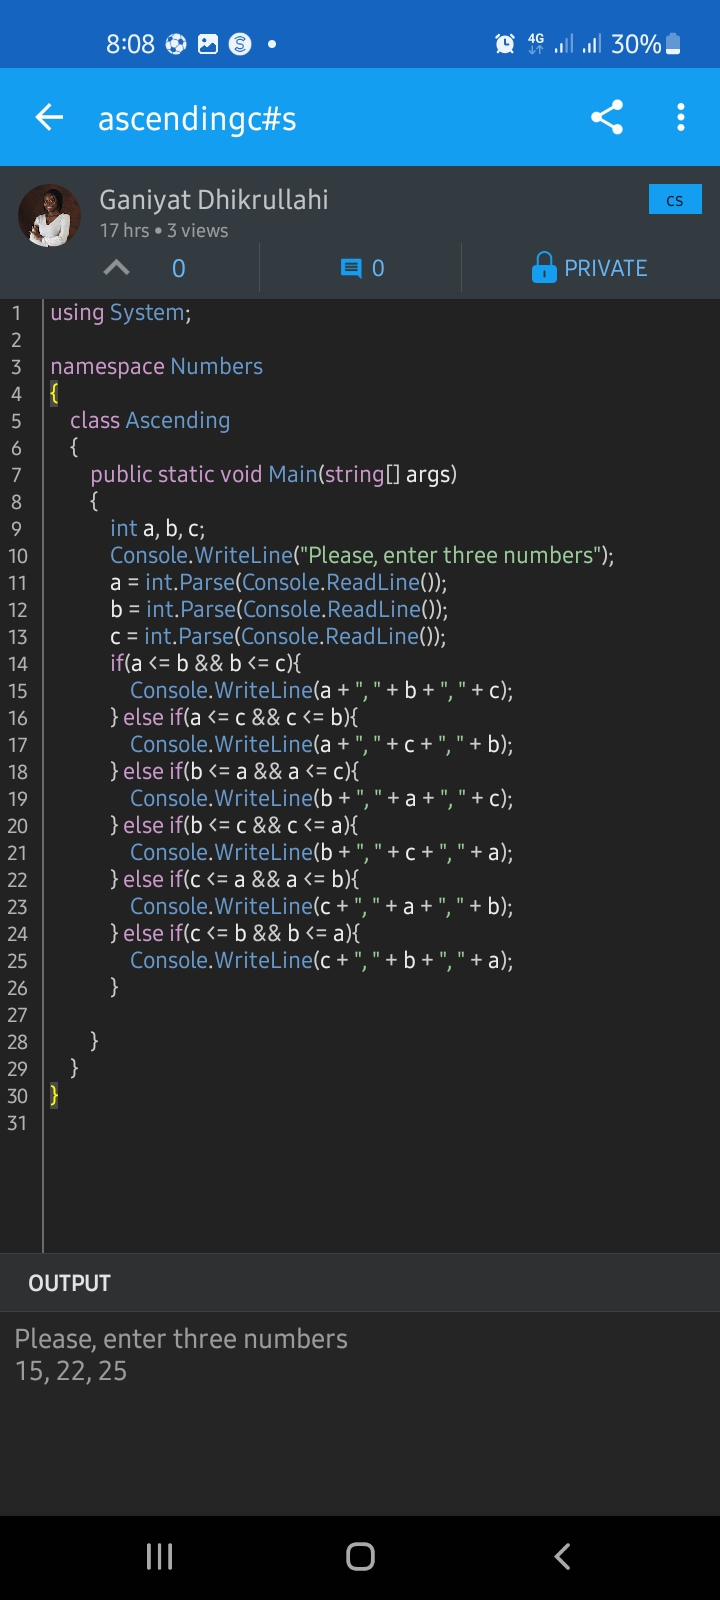 8:08 4G 30%
ascendingc#s
Ganiyat Dhikrullahi cs
17 hrs • 3 views
0 0 PRIVATE
1 using System;
2
3 namespace Numbers
4 {
5 class Ascending
6 {
7 public static void Main(string[] args)
8 {
9 int a, b, c;
10 Console.WriteLine("Please, enter three numbers");
11 a = int.Parse(Console.ReadLine());
12 b = int.Parse(Console.ReadLine());
13 c = int.Parse(Console.ReadLine());
14 if(a <= b && b <= c){
15 Console.WriteLine(a + ", " + b + ", " + c);
16 } else if(a <= c && c <= b){
17 Console.WriteLine(a + ", " + c + ", " + b);
18 } else if(b <= a && a <= c){
19 Console.WriteLine(b + ", " + a + ", " + c);
20 } else if(b <= c && c <= a){
21 Console.WriteLine(b + ", " + c + ", " + a);
22 } else if(c <= a && a <= b){
23 Console.WriteLine(c + ", " + a + ", " + b);
24 } else if(c <= b && b <= a){
25 Console.WriteLine(c + ", " + b + ", " + a);
26 }
27
28 }
29 }
30 }
31
OUTPUT
Please, enter three numbers
15, 22, 25